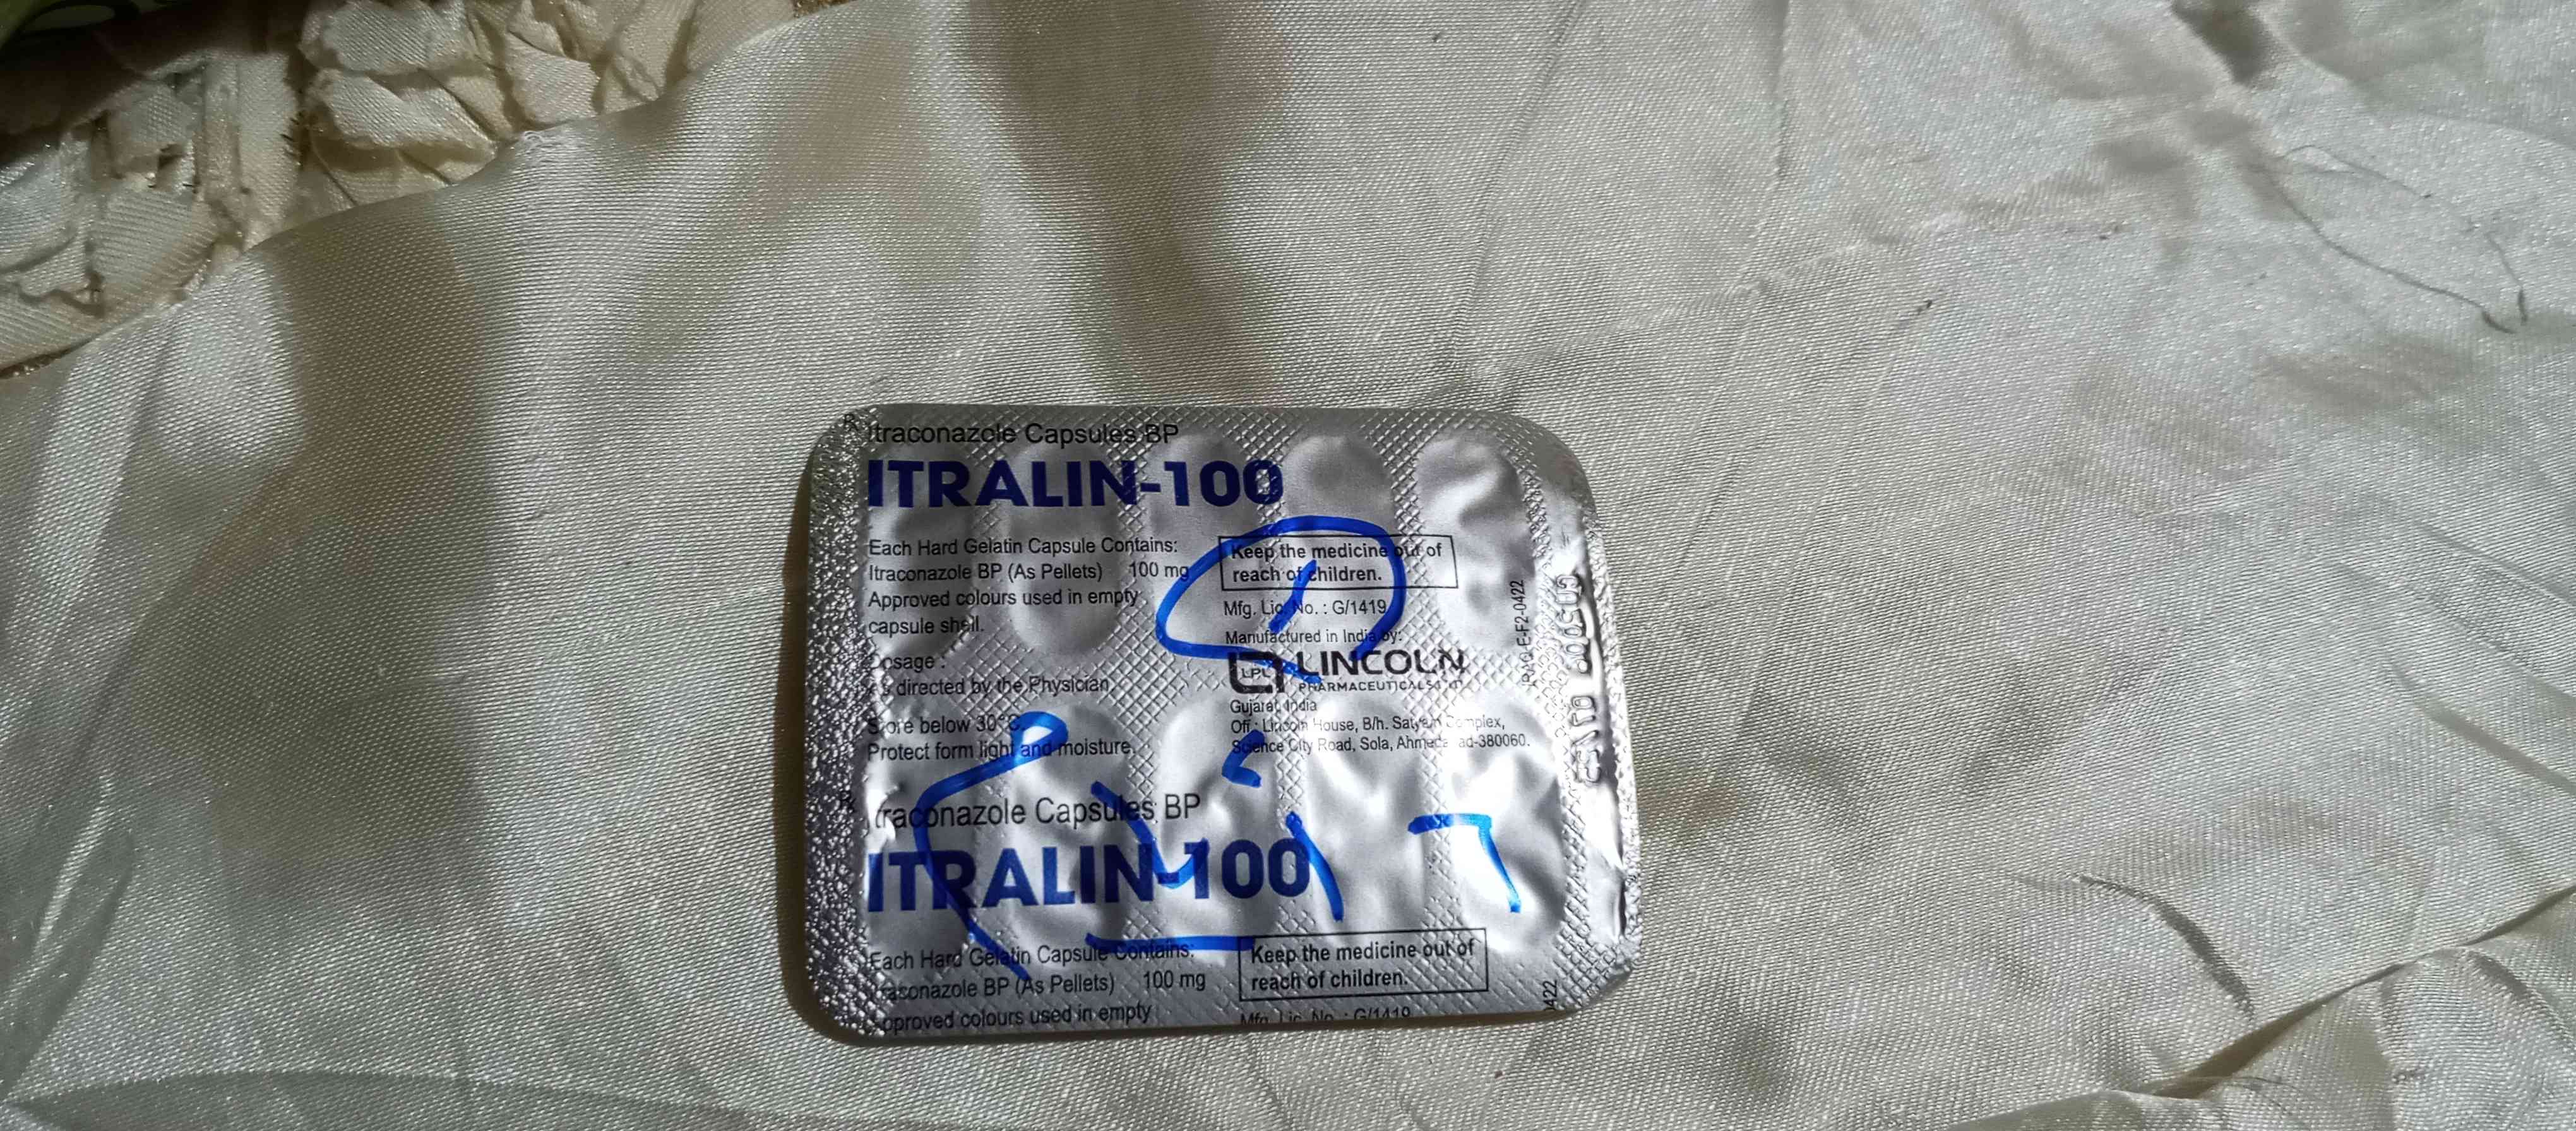 Itraconazole Capsules BP
ITRALIN-100
Each Hard Gelatin Capsule Contains:
Itraconazole BP (As Pellets) 100 mg
Approved colours used in empty
capsule shell.
Dosage :
As directed by the Physician
Store below 30°C
Protect form light and moisture.
Keep the medicine out of
reach of children.
Mfg. Lic. No. : G/1419
Manufactured in India by:
LPL LINCOLN
PHARMACEUTICALS LTD.
Gujarat, India
Off : Lincoln House, B/h. Satyam Complex,
Science City Road, Sola, Ahmedabad-380060.
Itraconazole Capsules BP
ITRALIN-100
Each Hard Gelatin Capsule Contains:
Itraconazole BP (As Pellets) 100 mg
Approved colours used in empty
Keep the medicine out of
reach of children.
Mfg. Lic. No. : G/1419